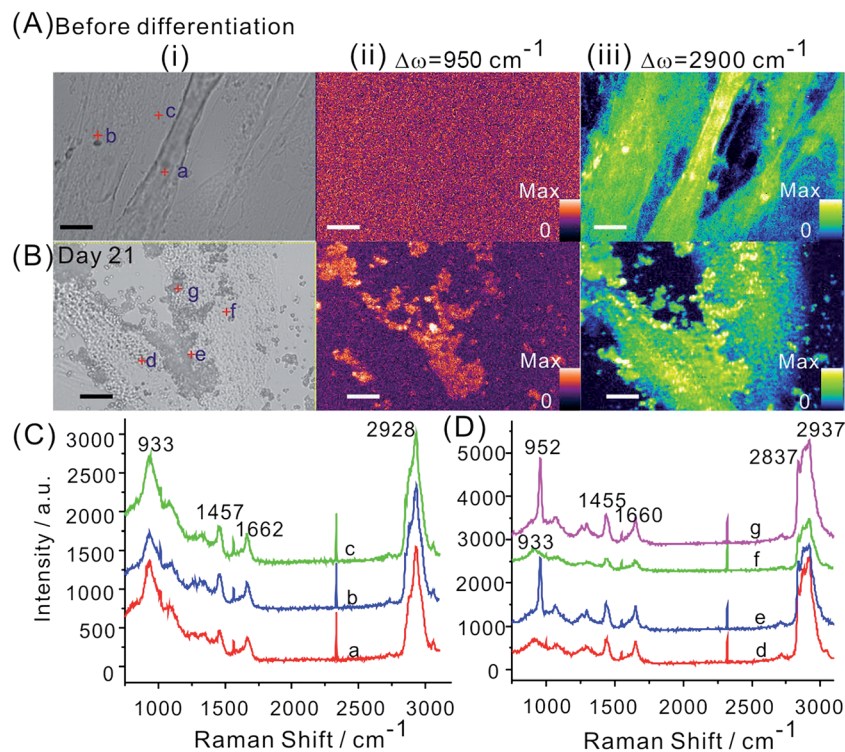 (A) Before differentiation
(i) (ii) Δω=950 cm⁻¹ (iii) Δω=2900 cm⁻¹
c
b
a
Max
0
Max
0
(B) Day 21
g
f
d
e
Max
0
Max
0
(C)
933
2928
1457
1662
c
b
a
3000
2500
2000
1500
1000
500
0
1000 1500 2000 2500 3000
Intensity / a.u.
Raman Shift / cm⁻¹
(D)
2937
952
2837
1455
1660
933
g
f
e
d
5000
4000
3000
2000
1000
0
1000 1500 2000 2500 3000
Raman Shift / cm⁻¹